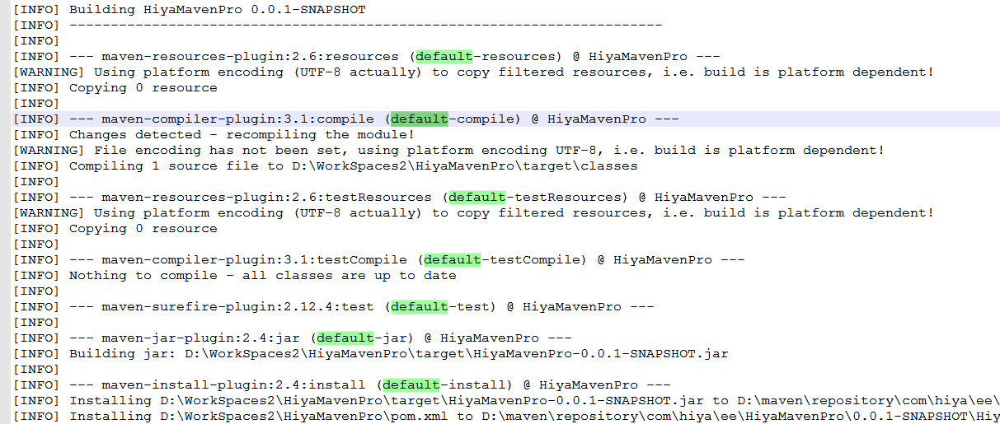 [INFO] Building HiyaMavenPro 0.0.1-SNAPSHOT
[INFO] ------------------------------------------------------------------------
[INFO]
[INFO] --- maven-resources-plugin:2.6:resources (default-resources) @ HiyaMavenPro ---
[WARNING] Using platform encoding (UTF-8 actually) to copy filtered resources, i.e. build is platform dependent!
[INFO] Copying 0 resource
[INFO]
[INFO] --- maven-compiler-plugin:3.1:compile (default-compile) @ HiyaMavenPro ---
[INFO] Changes detected - recompiling the module!
[WARNING] File encoding has not been set, using platform encoding UTF-8, i.e. build is platform dependent!
[INFO] Compiling 1 source file to D:\WorkSpaces2\HiyaMavenPro\target\classes
[INFO]
[INFO] --- maven-resources-plugin:2.6:testResources (default-testResources) @ HiyaMavenPro ---
[WARNING] Using platform encoding (UTF-8 actually) to copy filtered resources, i.e. build is platform dependent!
[INFO] Copying 0 resource
[INFO]
[INFO] --- maven-compiler-plugin:3.1:testCompile (default-testCompile) @ HiyaMavenPro ---
[INFO] Nothing to compile - all classes are up to date
[INFO]
[INFO] --- maven-surefire-plugin:2.12.4:test (default-test) @ HiyaMavenPro ---
[INFO]
[INFO] --- maven-jar-plugin:2.4:jar (default-jar) @ HiyaMavenPro ---
[INFO] Building jar: D:\WorkSpaces2\HiyaMavenPro\target\HiyaMavenPro-0.0.1-SNAPSHOT.jar
[INFO]
[INFO] --- maven-install-plugin:2.4:install (default-install) @ HiyaMavenPro ---
[INFO] Installing D:\WorkSpaces2\HiyaMavenPro\target\HiyaMavenPro-0.0.1-SNAPSHOT.jar to D:\maven\repository\com\hiya\ee\
[INFO] Installing D:\WorkSpaces2\HiyaMavenPro\pom.xml to D:\maven\repository\com\hiya\ee\HiyaMavenPro\0.0.1-SNAPSHOT\Hiy